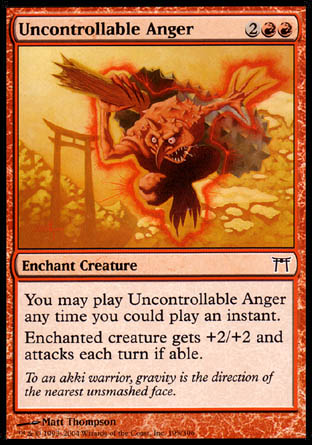 Uncontrollable Anger 2
Enchant Creature
You may play Uncontrollable Anger
any time you could play an instant.
Enchanted creature gets +2/+2 and
attacks each turn if able.
To an akki warrior, gravity is the direction of
the nearest unsmashed face.
Matt Thompson